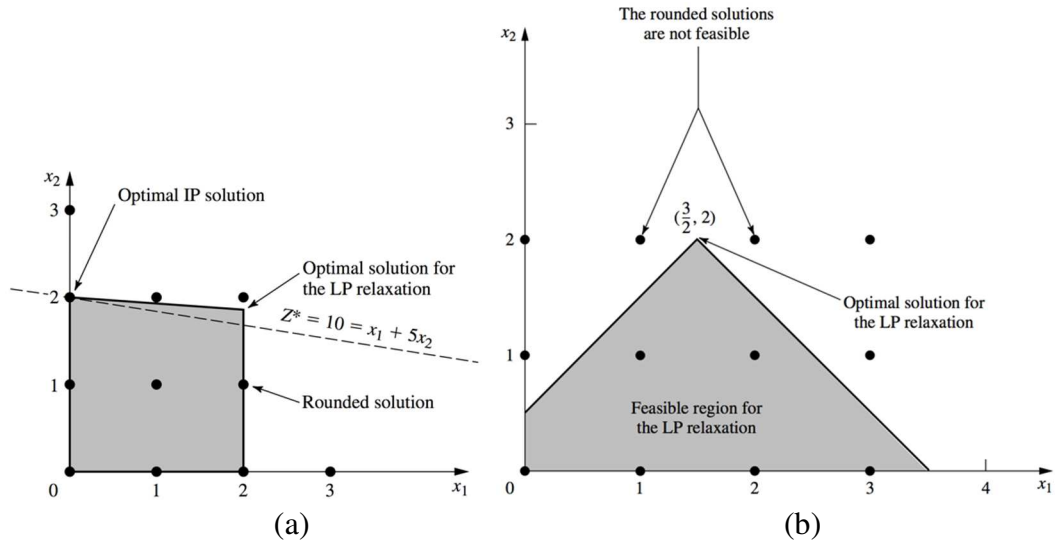 x₂
3
2
1
0
1
2
3
x₁
Optimal IP solution
Optimal solution for
the LP relaxation
Z* = 10 = x₁ + 5x₂
Rounded solution
(a)
The rounded solutions
are not feasible
x₂
3
2
1
0
1
2
3
4
x₁
(3/2, 2)
Optimal solution for
the LP relaxation
Feasible region for
the LP relaxation
(b)